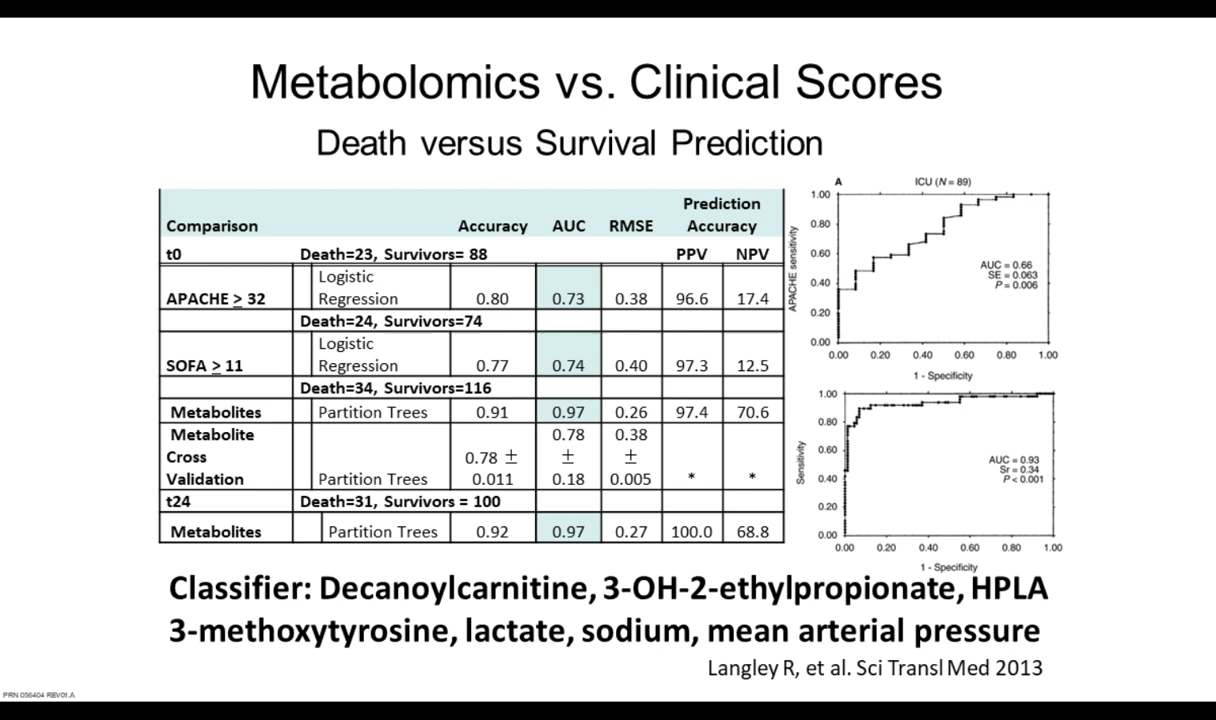 Metabolomics vs. Clinical Scores
Death versus Survival Prediction
Prediction
Comparison Accuracy AUC RMSE Accuracy
t0 Death=23, Survivors= 88 PPV NPV
Logistic
APACHE ≥ 32 Regression 0.80 0.73 0.38 96.6 17.4
Death=24, Survivors=74
Logistic
SOFA ≥ 11 Regression 0.77 0.74 0.40 97.3 12.5
Death=34, Survivors=116
Metabolites Partition Trees 0.91 0.97 0.26 97.4 70.6
Metabolite 0.78 0.38
Cross 0.78 ± ± ±
Validation Partition Trees 0.011 0.18 0.005 * *
t24 Death=31, Survivors = 100
Metabolites Partition Trees 0.92 0.97 0.27 100.0 68.8
A ICU (N = 89)
APACHE sensitivity
1.00
0.80
0.60
0.40
0.20
0.00
AUC = 0.66
SE = 0.063
P = 0.006
0.00 0.20 0.40 0.60 0.80 1.00
1 - Specificity
Sensitivity
1.00
0.80
0.60
0.40
0.20
0.00
AUC = 0.93
Sr = 0.34
P < 0.001
0.00 0.20 0.40 0.60 0.80 1.00
1 - Specificity
Classifier: Decanoylcarnitine, 3-OH-2-ethylpropionate, HPLA
3-methoxytyrosine, lactate, sodium, mean arterial pressure
Langley R, et al. Sci Transl Med 2013
PRN 056404 REV01.A